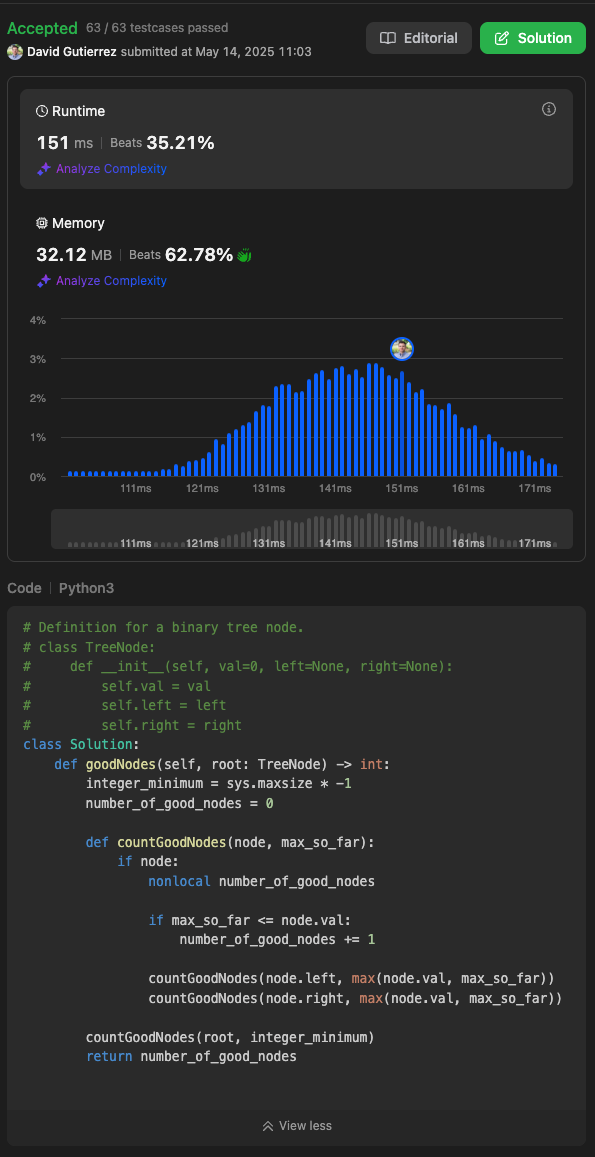 Accepted 63 / 63 testcases passed
David Gutierrez submitted at May 14, 2025 11:03
Editorial
Solution
Runtime
151 ms | Beats 35.21%
Analyze Complexity
Memory
32.12 MB | Beats 62.78%
Analyze Complexity
4%
3%
2%
1%
0%
111ms 121ms 131ms 141ms 151ms 161ms 171ms
111ms 121ms 131ms 141ms 151ms 161ms 171ms
Code | Python3
# Definition for a binary tree node.
# class TreeNode:
#     def __init__(self, val=0, left=None, right=None):
#         self.val = val
#         self.left = left
#         self.right = right
class Solution:
    def goodNodes(self, root: TreeNode) -> int:
        integer_minimum = sys.maxsize * -1
        number_of_good_nodes = 0

        def countGoodNodes(node, max_so_far):
            if node:
                nonlocal number_of_good_nodes

                if max_so_far <= node.val:
                    number_of_good_nodes += 1

                countGoodNodes(node.left, max(node.val, max_so_far))
                countGoodNodes(node.right, max(node.val, max_so_far))

        countGoodNodes(root, integer_minimum)
        return number_of_good_nodes
View less